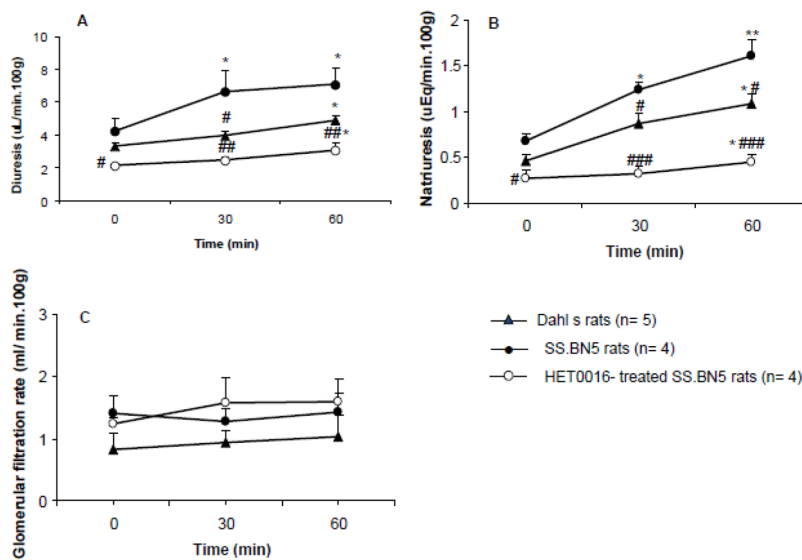 A
Diuresis (uL/min.100g)
10
8
6
4
2
0
* *
# *
## ##*
#
0 30 60
Time (min)
B
Natriuresis (uEq/min.100g)
2
1.5
1
0.5
0
* **
# *#
### *###
#
0 30 60
Time (min)
C
Glomerular filtration rate (ml/ min.100g)
3
2
1
0
0 30 60
Time (min)
Dahl s rats (n= 5)
SS.BN5 rats (n= 4)
HET0016- treated SS.BN5 rats (n= 4)